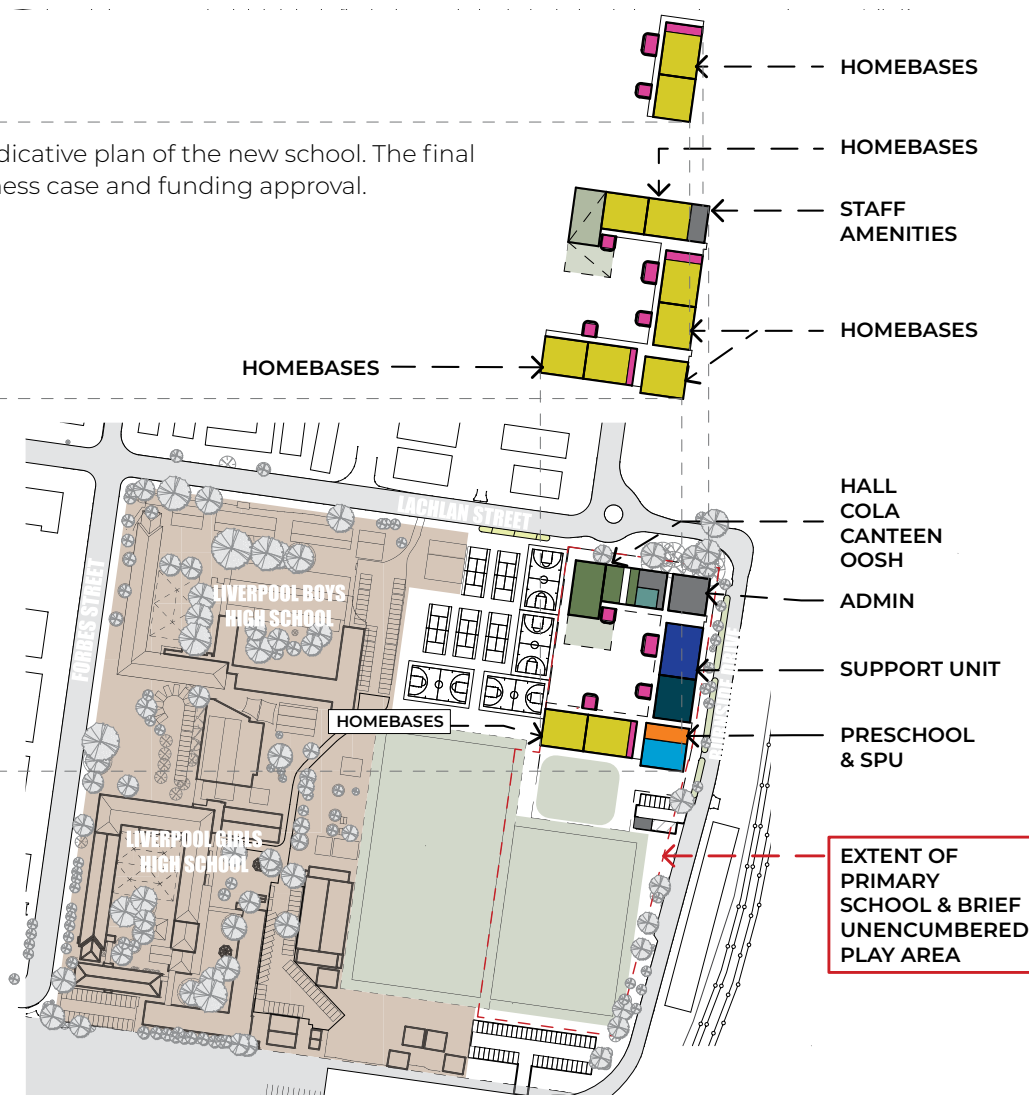 HOMEBASES
dicative plan of the new school. The final
ness case and funding approval.
HOMEBASES
STAFF
AMENITIES
HOMEBASES
HOMEBASES
HALL
COLA
CANTEEN
OOSH
ADMIN
SUPPORT UNIT
PRESCHOOL
& SPU
EXTENT OF
PRIMARY
SCHOOL & BRIEF
UNENCUMBERED
PLAY AREA
HOMEBASES
LACHLAN STREET
FORBES STREET
LIVERPOOL BOYS
HIGH SCHOOL
LIVERPOOL GIRLS
HIGH SCHOOL